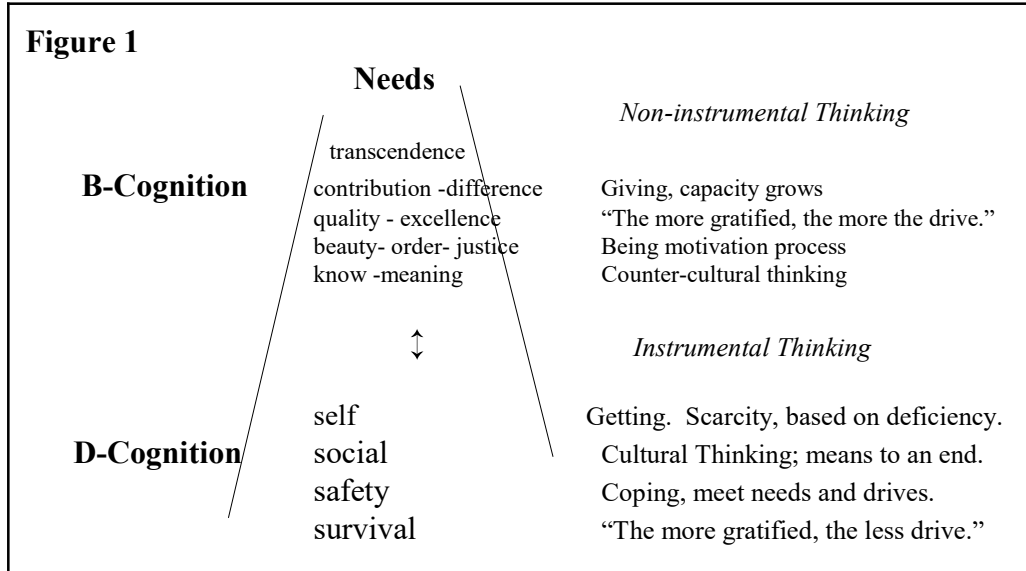 Figure 1
Needs
Non-instrumental Thinking
transcendence
B-Cognition
contribution -difference
Giving, capacity grows
quality - excellence
“The more gratified, the more the drive.”
beauty- order- justice
Being motivation process
know -meaning
Counter-cultural thinking
↕
Instrumental Thinking
self
Getting.  Scarcity, based on deficiency.
D-Cognition
social
Cultural Thinking; means to an end.
safety
Coping, meet needs and drives.
survival
“The more gratified, the less drive.”